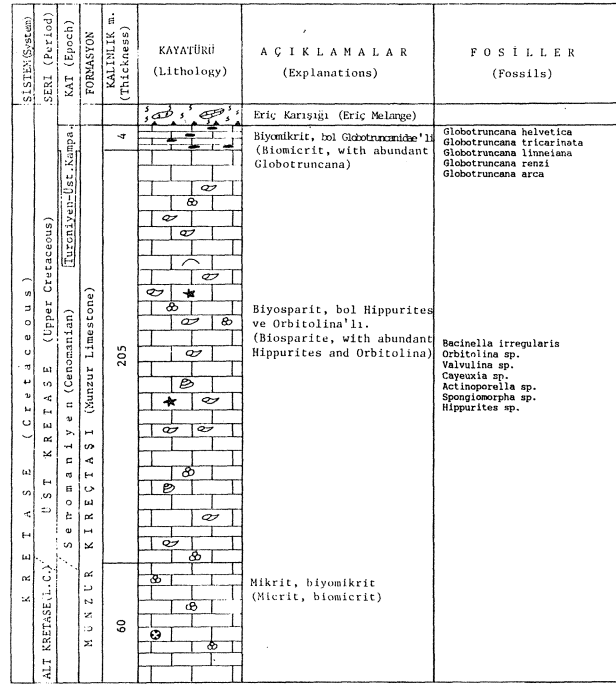 SISTEM(System)
SERI (Period)
KAT (Epoch)
FORMASYON
KALINLIK m.
(Thickness)
KAYATÜRÜ
(Lithology)
AÇIKLAMALAR
(Explanations)
FOSİLLER
(Fossils)
Eriç Karışığı (Eriç Melange)
4
Biyomikrit, bol Globotruncanidae'li
(Biomicrit, with abundant
Globotruncana)
Globotruncana helvetica
Globotruncana tricarinata
Globotruncana linneiana
Globotruncana renzi
Globotruncana arca
KRETASE (Cretaceous)
ÜST KRETASE (Upper Cretaceous)
ALT KRETASE(L.C.)
Turoniyen-Üst.Kampa.
Senomaniyen (Cenomanian)
MUNZUR KIREÇTAŞI (Munzur Limestone)
205
Biyosparit, bol Hippurites
ve Orbitolina'lı.
(Biosparite, with abundant
Hippurites and Orbitolina)
Bacinella irregularis
Orbitolina sp.
Valvulina sp.
Cayeuxia sp.
Actinoporella sp.
Spongiomorpha sp.
Hippurites sp.
60
Mikrit, biyomikrit
(Micrit, biomicrit)